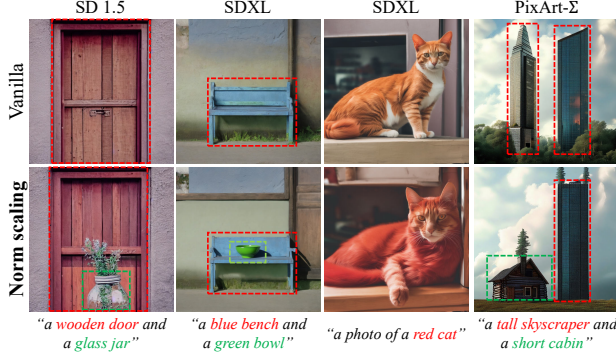 SD 1.5 SDXL SDXL PixArt-Σ
Vanilla
Norm scaling
“a wooden door and “a blue bench and “a photo of a red cat” “a tall skyscraper and
a glass jar” a green bowl” a short cabin”